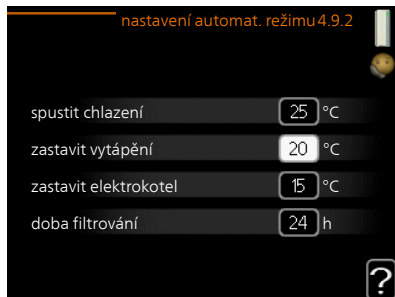 nastavení automat. režimu 4.9.2
spustit chlazení 25 °C
zastavit vytápění 20 °C
zastavit elektrokotel 15 °C
doba filtrování 24 h
?